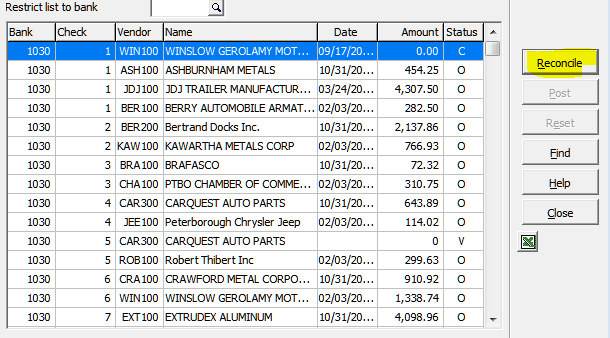 Restrict list to bank
Bank Check Vendor Name Date Amount Status
1030 1 WIN100 WINSLOW GEROLAMY MOT... 09/17/20... 0.00 C
1030 1 ASH100 ASHBURNHAM METALS 10/31/20... 454.25 O
1030 1 JDJ100 JDJ TRAILER MANUFACTUR... 03/24/20... 4,307.50 O
1030 1 BER100 BERRY AUTOMOBILE ARMAT... 02/03/20... 282.50 O
1030 2 BER200 Bertrand Docks Inc. 10/31/20... 2,137.86 O
1030 2 KAW100 KAWARTHA METALS CORP 02/03/20... 766.93 O
1030 3 BRA100 BRAFASCO 10/31/20... 72.32 O
1030 3 CHA100 PTBO CHAMBER OF COMME... 02/03/20... 310.75 O
1030 4 CAR300 CARQUEST AUTO PARTS 10/31/20... 643.89 O
1030 4 JEE100 Peterborough Chrysler Jeep 02/03/20... 114.02 O
1030 5 CAR300 CARQUEST AUTO PARTS 0 V
1030 5 ROB100 Robert Thibert Inc 02/03/20... 299.63 O
1030 6 CRA100 CRAWFORD METAL CORPO... 10/31/20... 910.92 O
1030 6 WIN100 WINSLOW GEROLAMY MOT... 02/03/20... 1,338.74 O
1030 7 EXT100 EXTRUDEX ALUMINUM 10/31/20... 4,098.96 O
Reconcile
Post
Reset
Find
Help
Close